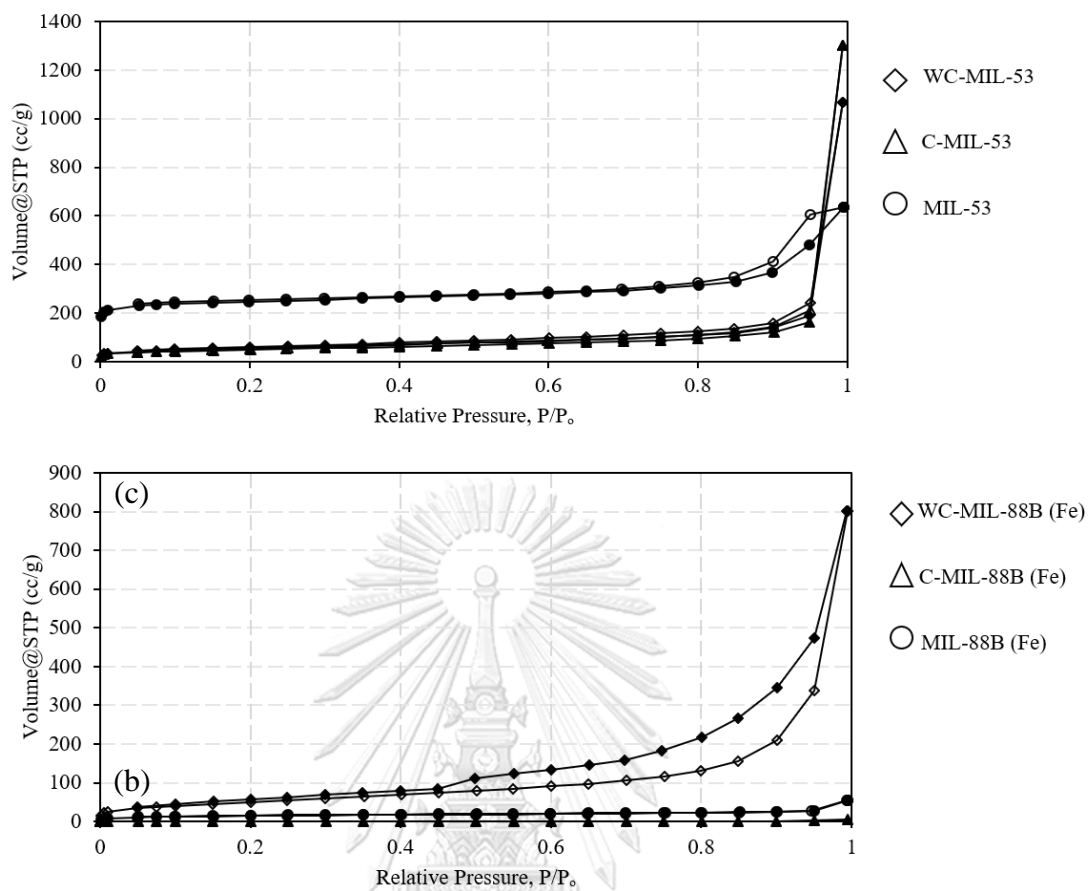 1400
1200
1000
800
600
400
200
0
Volume@STP (cc/g)
0 0.2 0.4 0.6 0.8 1
Relative Pressure, P/Pₒ
WC-MIL-53
C-MIL-53
MIL-53
(c)
900
800
700
600
500
400
300
200
100
0
Volume@STP (cc/g)
(b)
0 0.2 0.4 0.6 0.8 1
Relative Pressure, P/Pₒ
WC-MIL-88B (Fe)
C-MIL-88B (Fe)
MIL-88B (Fe)